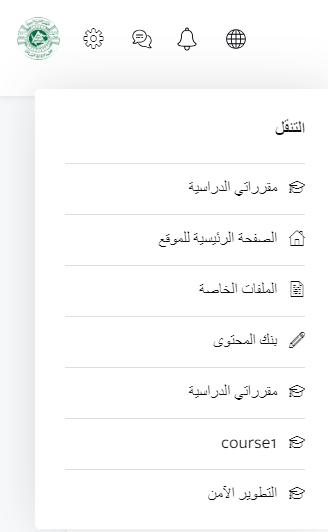 التنقل
مقرراتي الدراسية
الصفحة الرئيسية للموقع
الملفات الخاصة
بنك المحتوى
مقرراتي الدراسية
course1
التطوير الآمن